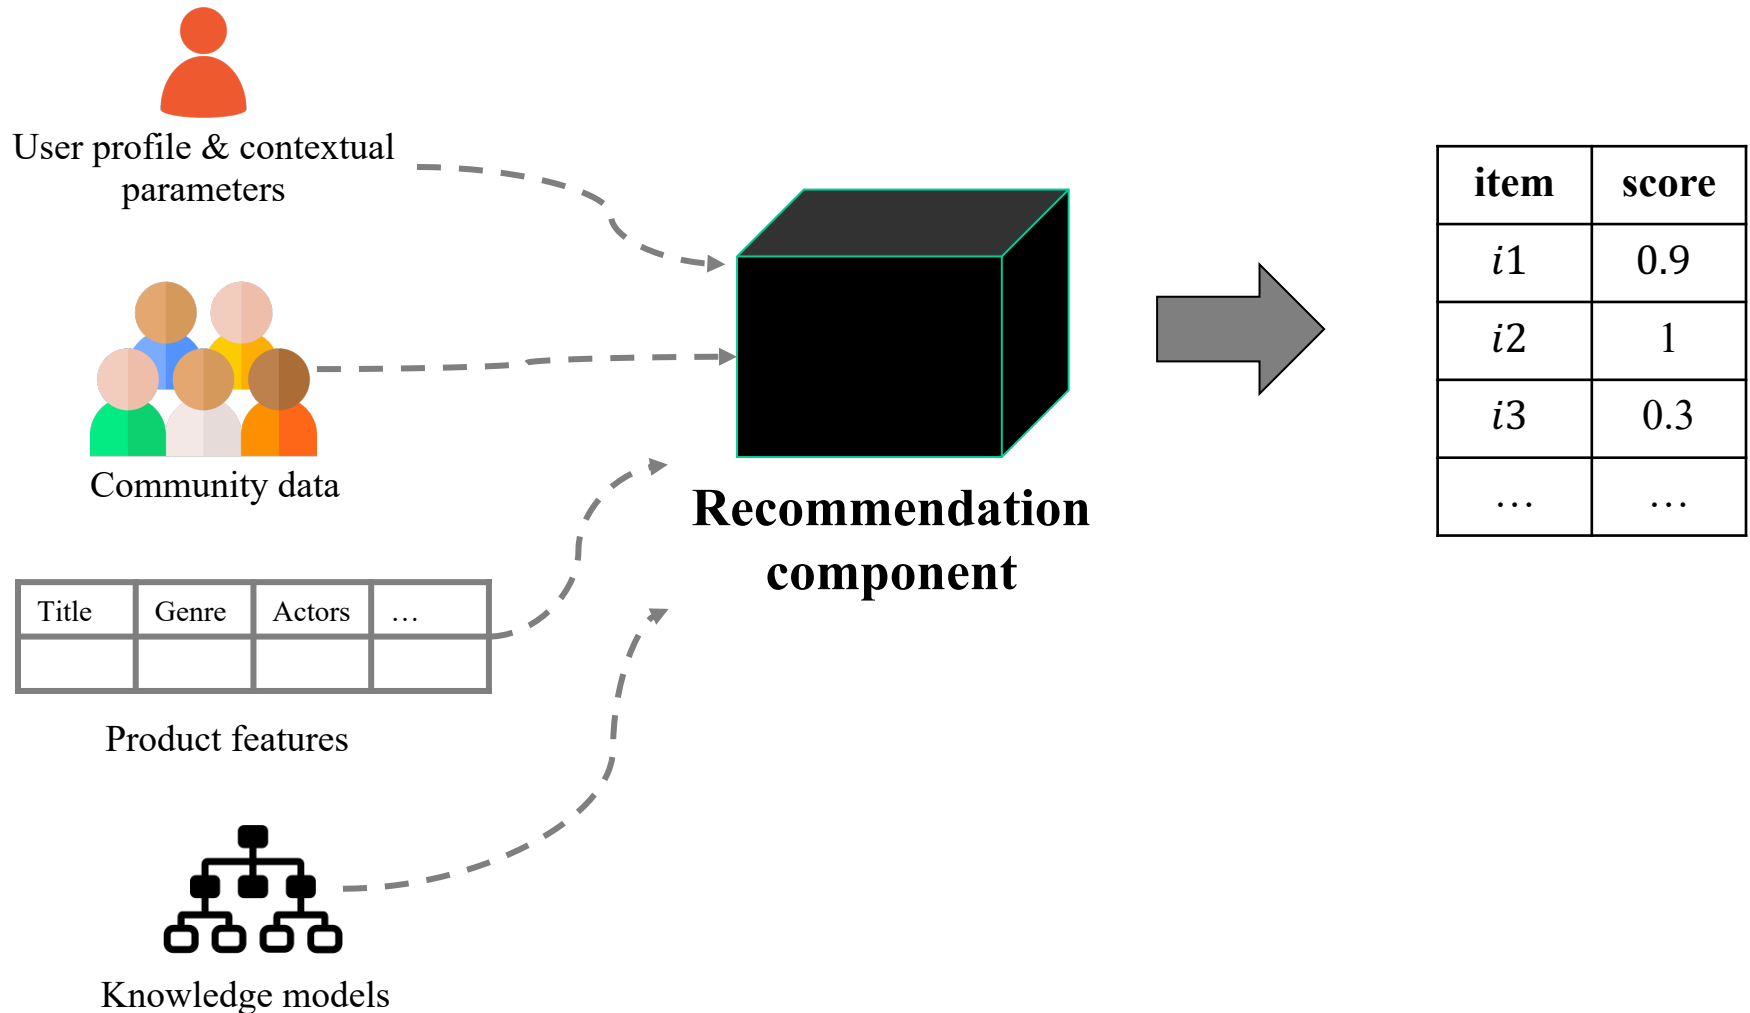 User profile & contextual
parameters
Community data
Title Genre Actors …
Product features
Knowledge models
Recommendation
component
item score
i1 0.9
i2 1
i3 0.3
… …